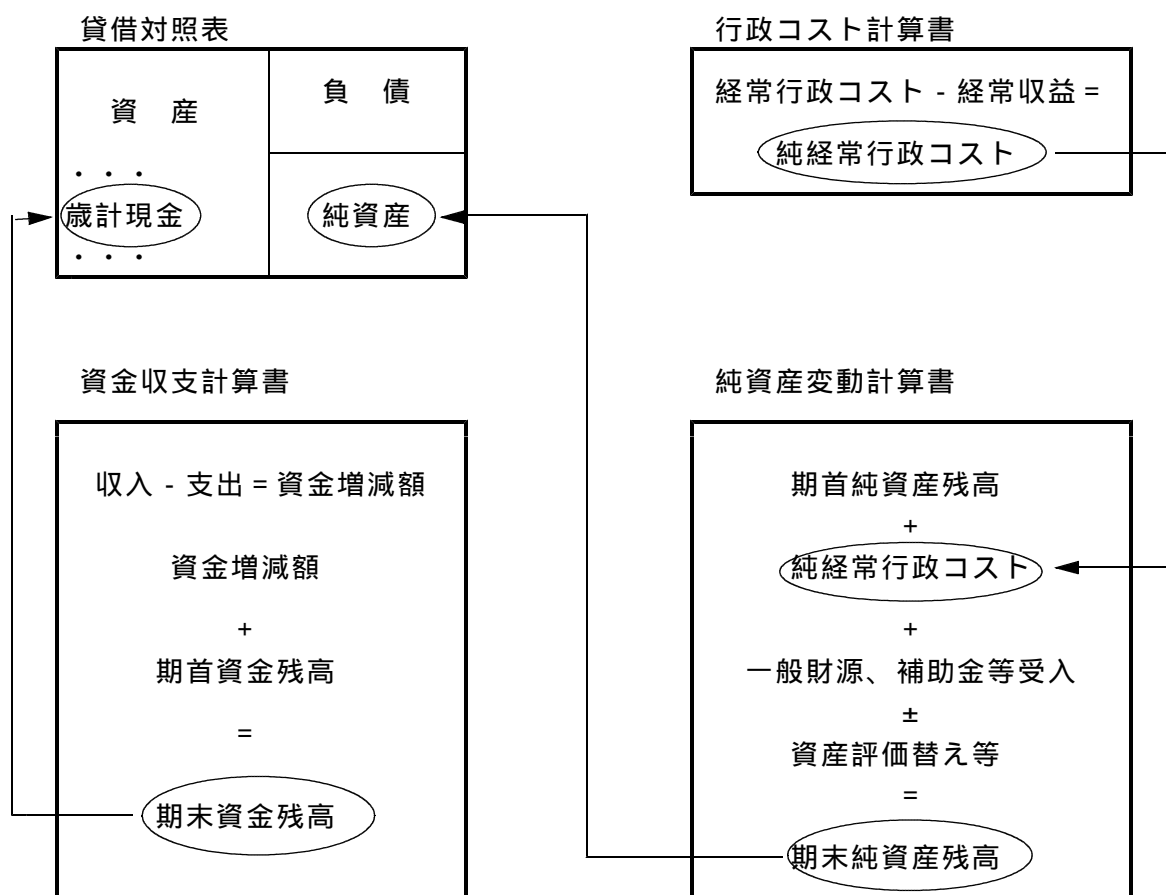 貸借対照表
資 産
負 債
・・・
歳計現金
・・・
純資産
行政コスト計算書
経常行政コスト - 経常収益 =
純経常行政コスト
資金収支計算書
収入 - 支出 = 資金増減額
資金増減額
+
期首資金残高
=
期末資金残高
純資産変動計算書
期首純資産残高
+
純経常行政コスト
+
一般財源、補助金等受入
±
資産評価替え等
=
期末純資産残高